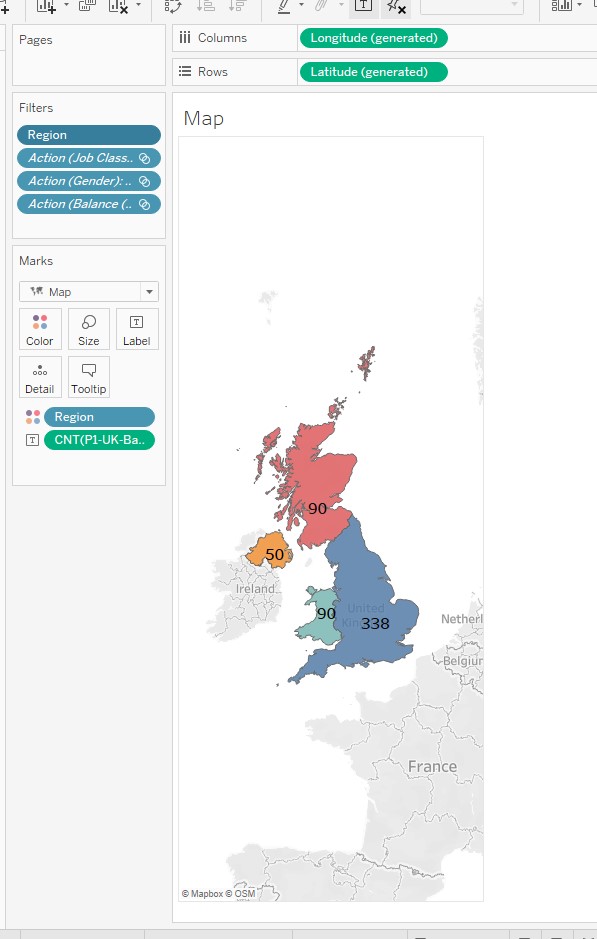 Pages
Columns
Longitude (generated)
Rows
Latitude (generated)
Filters
Region
Action (Job Class..
Action (Gender): ..
Action (Balance (..
Marks
Map
Color
Size
T
Label
Detail
Tooltip
Region
T
CNT(P1-UK-Ba..
Map
90
50
Ireland
90
United
338
Netherl
Belgiur
France
© Mapbox © OSM